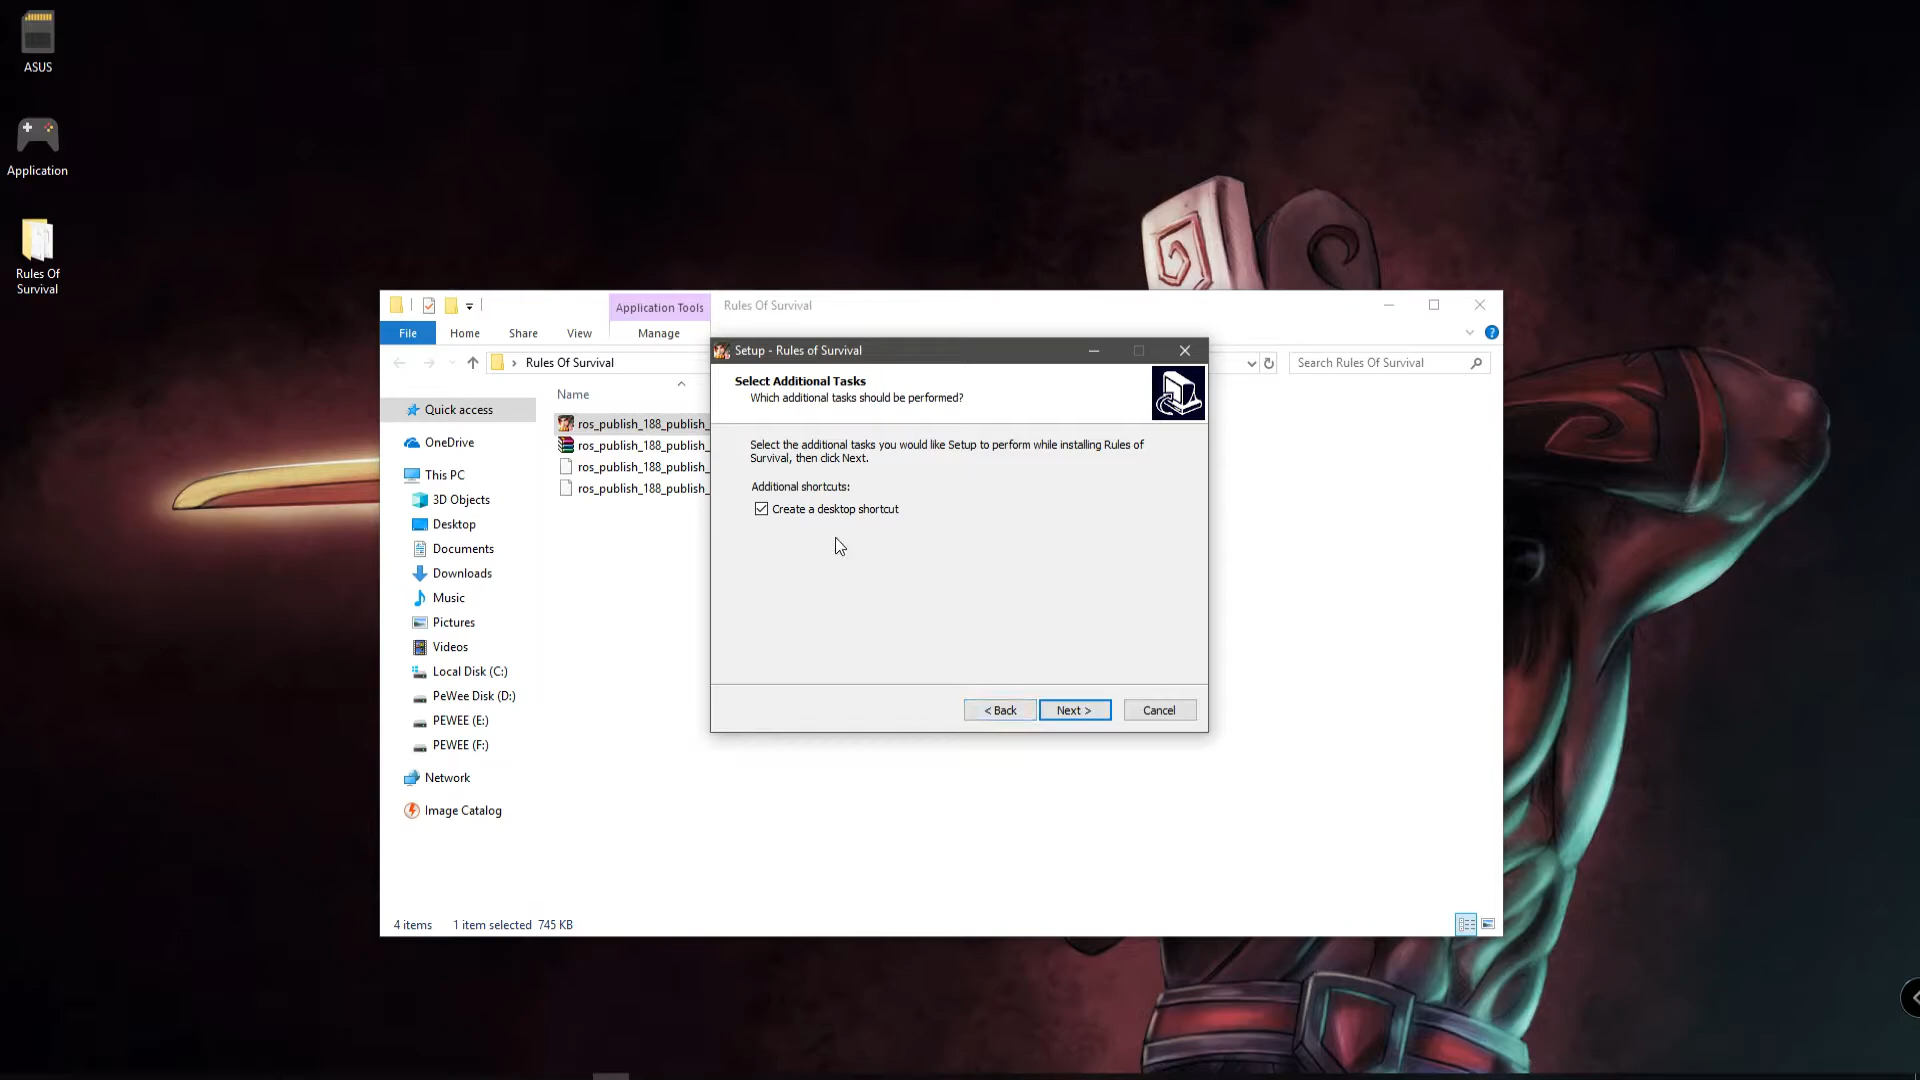 ASUS
Application
Rules Of
Survival
Application Tools
Rules Of Survival
File
Home
Share
View
Manage
Rules Of Survival
Search Rules Of Survival
Quick access
OneDrive
This PC
3D Objects
Desktop
Documents
Downloads
Music
Pictures
Videos
Local Disk (C:)
PeWee Disk (D:)
PEWEE (E:)
PEWEE (F:)
Network
Image Catalog
Name
ros_publish_188_publish_
ros_publish_188_publish_
ros_publish_188_publish_
ros_publish_188_publish_
Setup - Rules of Survival
Select Additional Tasks
Which additional tasks should be performed?
Select the additional tasks you would like Setup to perform while installing Rules of
Survival, then click Next.
Additional shortcuts:
Create a desktop shortcut
< Back
Next >
Cancel
4 items
1 item selected 745 KB